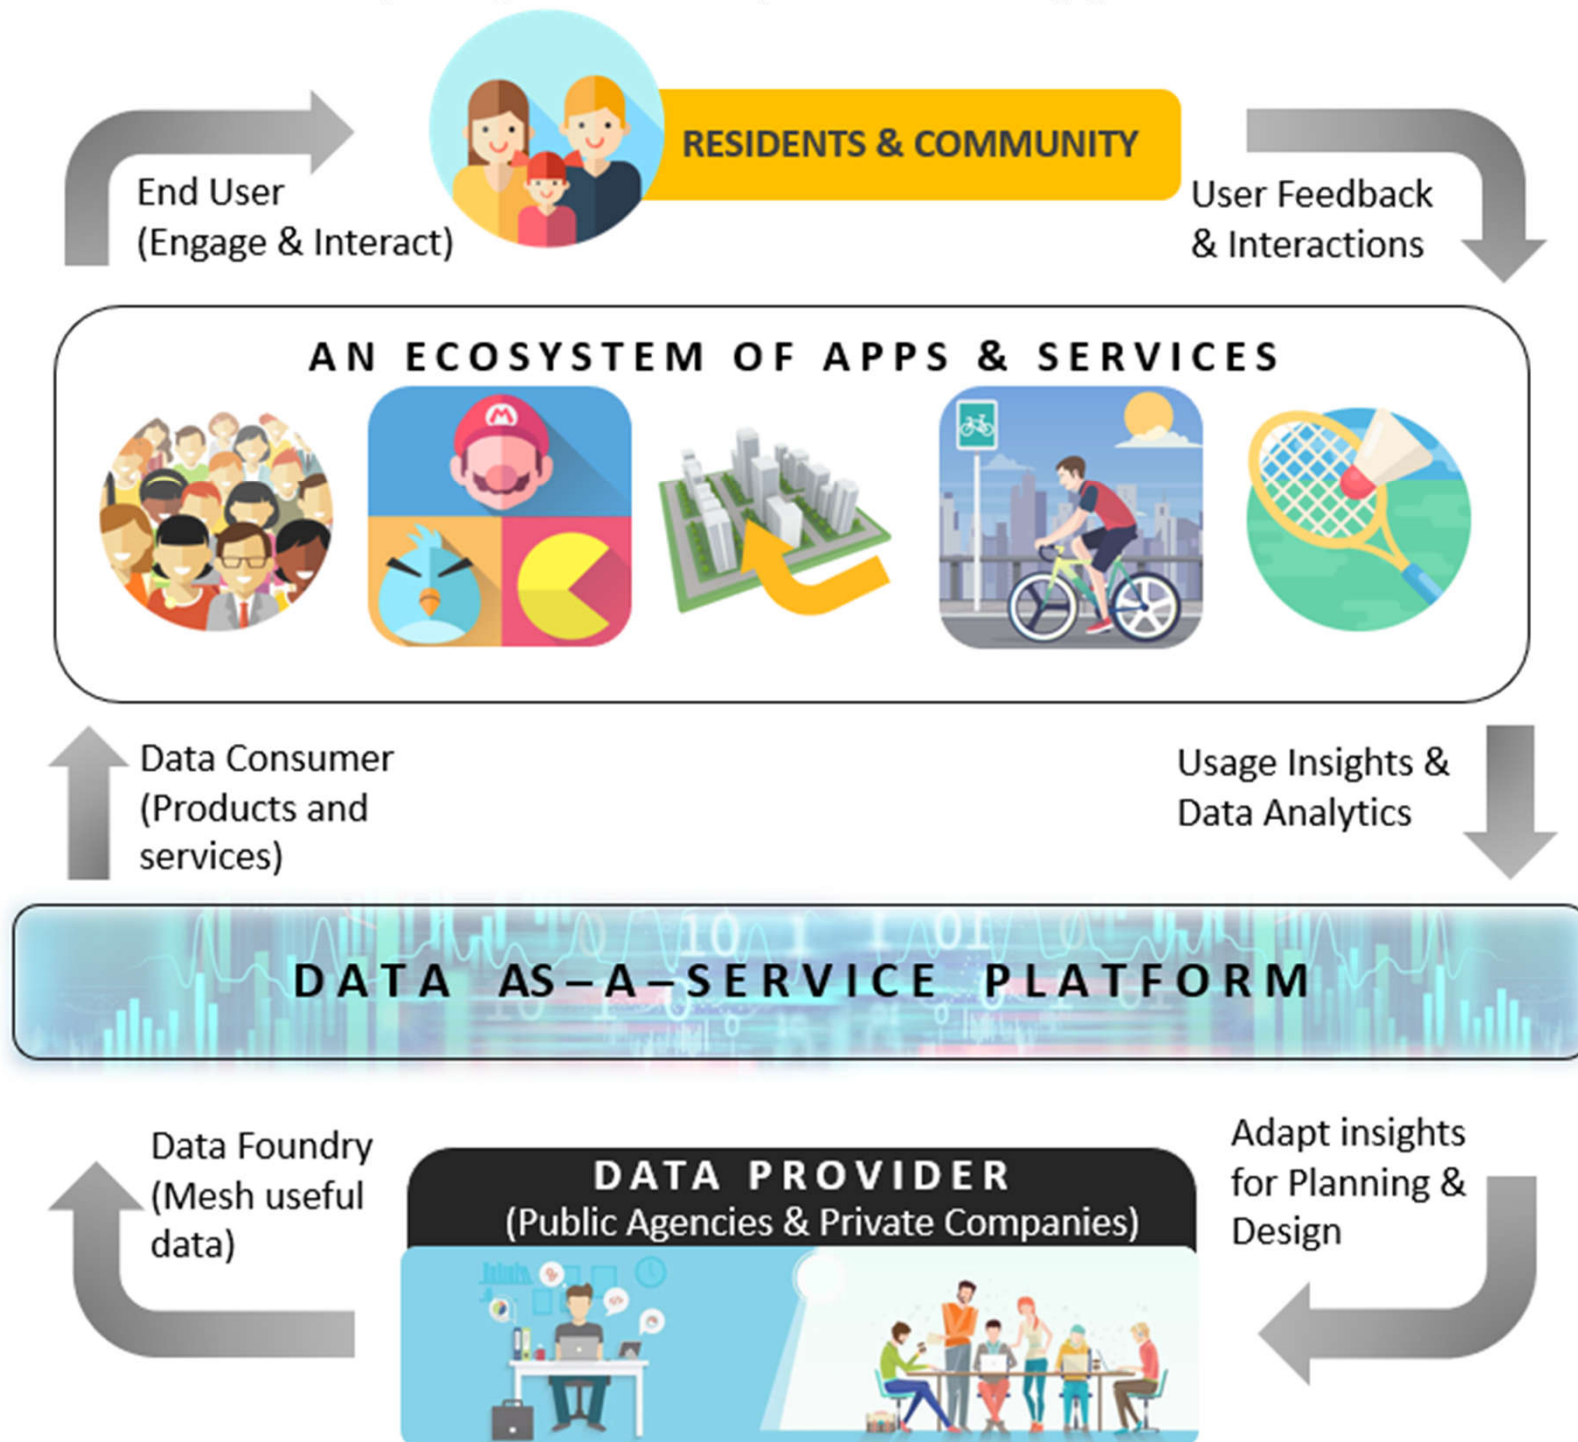 RESIDENTS & COMMUNITY
End User
(Engage & Interact)
User Feedback
& Interactions
AN ECOSYSTEM OF APPS & SERVICES
M
Data Consumer
(Products and
services)
Usage Insights &
Data Analytics
DATA AS–A–SERVICE PLATFORM
Data Foundry
(Mesh useful
data)
DATA PROVIDER
(Public Agencies & Private Companies)
Adapt insights
for Planning &
Design